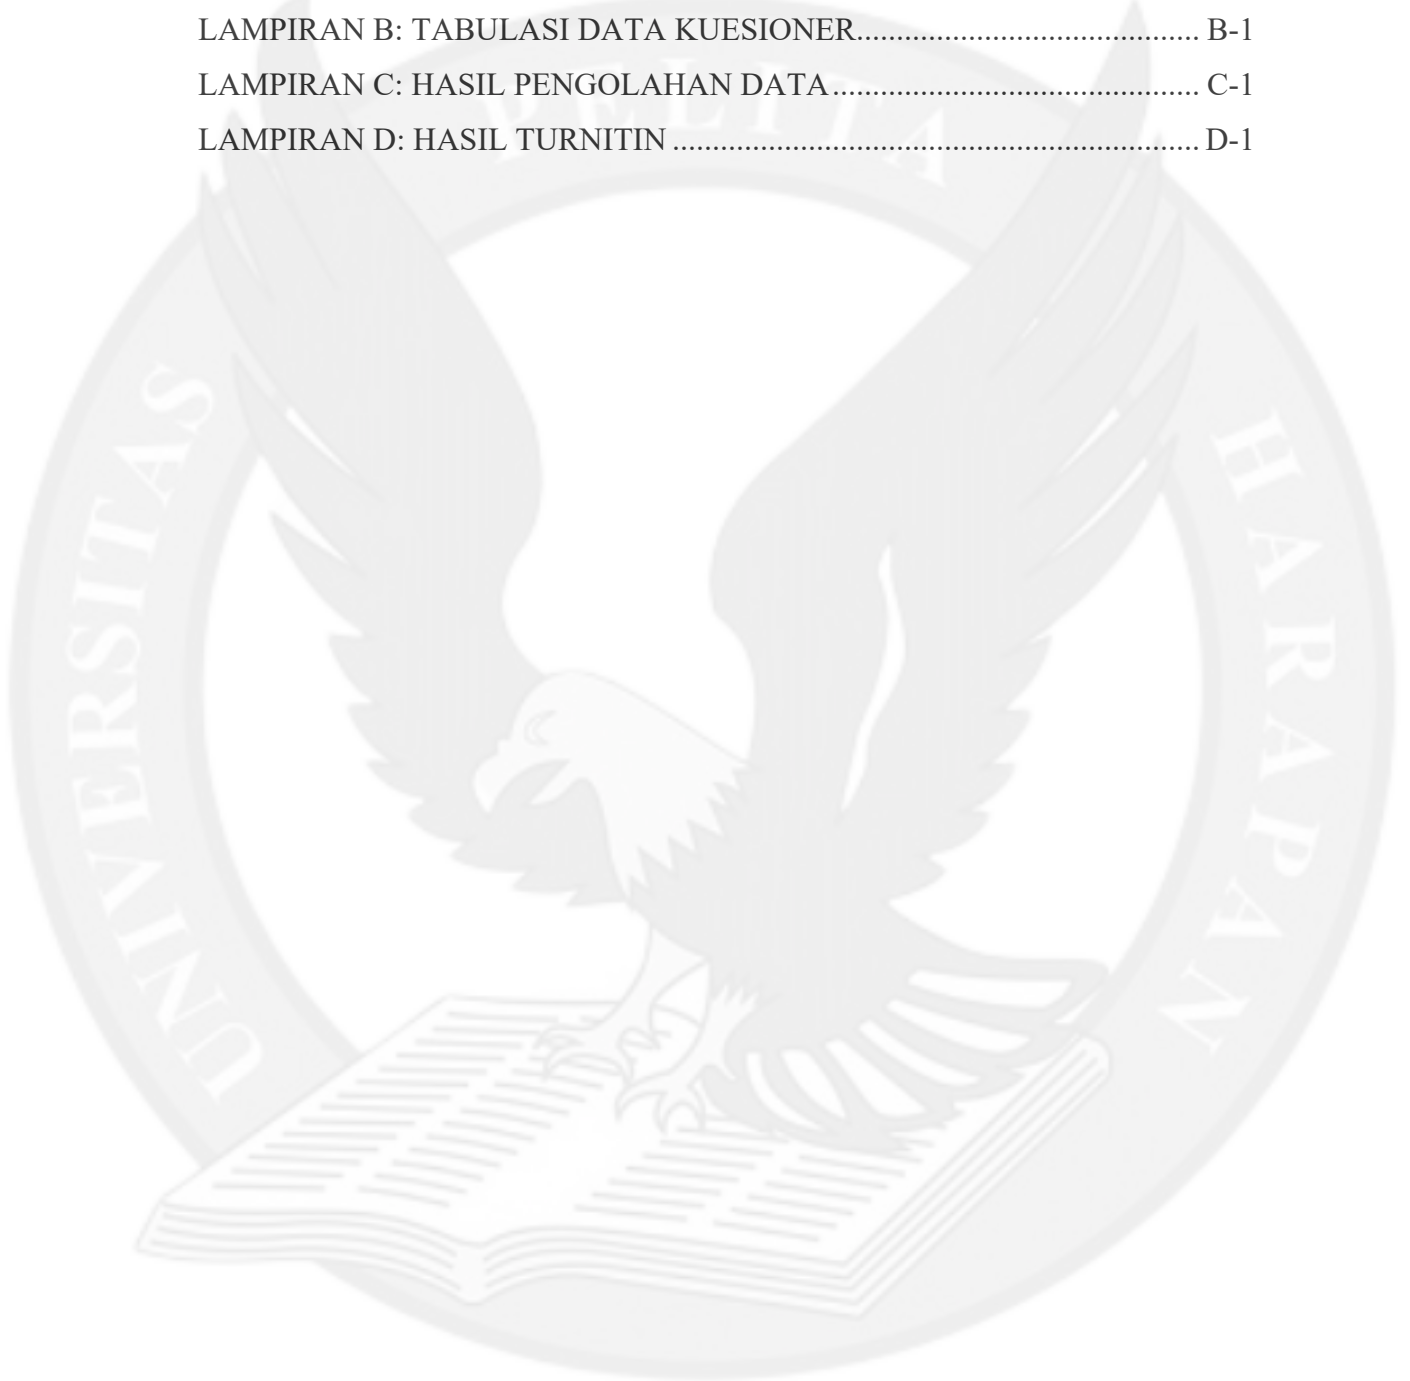 LAMPIRAN B: TABULASI DATA KUESIONER........................................... B-1
LAMPIRAN C: HASIL PENGOLAHAN DATA.............................................. C-1
LAMPIRAN D: HASIL TURNITIN.................................................................. D-1
UNIVERSITAS PELITA HARAPAN